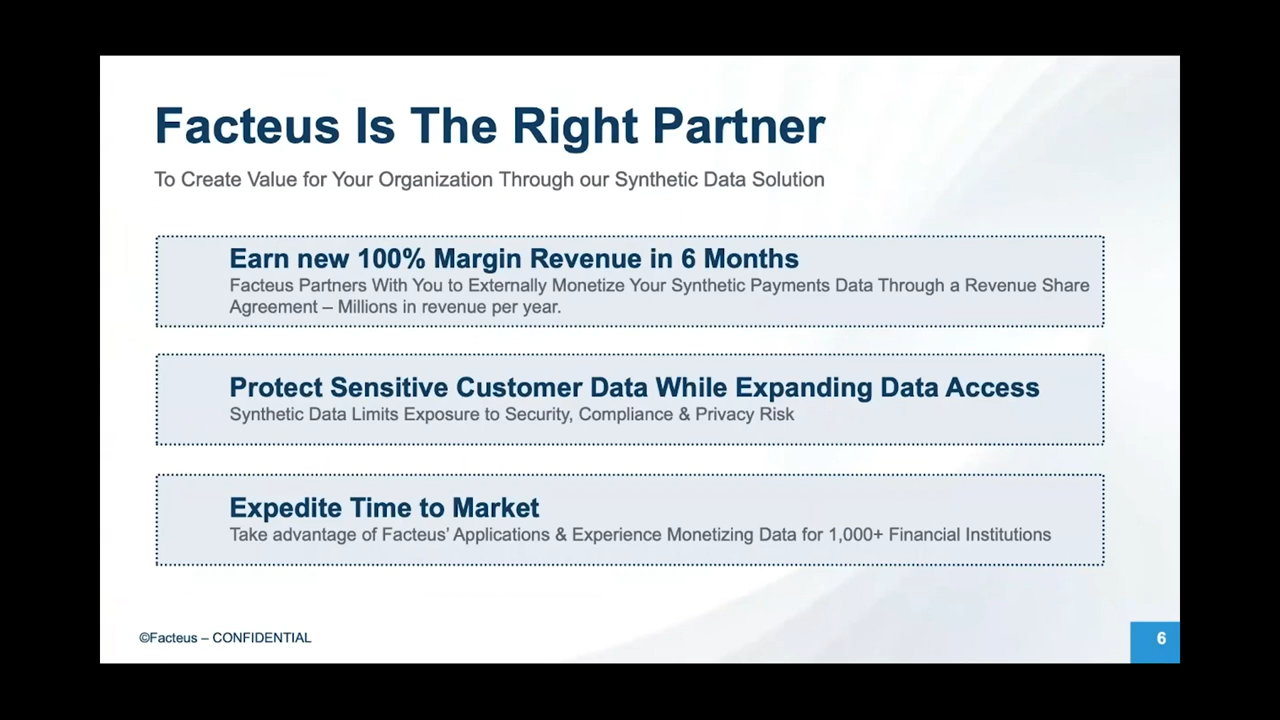 Facteus Is The Right Partner
To Create Value for Your Organization Through our Synthetic Data Solution
Earn new 100% Margin Revenue in 6 Months
Facteus Partners With You to Externally Monetize Your Synthetic Payments Data Through a Revenue Share
Agreement – Millions in revenue per year.
Protect Sensitive Customer Data While Expanding Data Access
Synthetic Data Limits Exposure to Security, Compliance & Privacy Risk
Expedite Time to Market
Take advantage of Facteus’ Applications & Experience Monetizing Data for 1,000+ Financial Institutions
©Facteus – CONFIDENTIAL
6